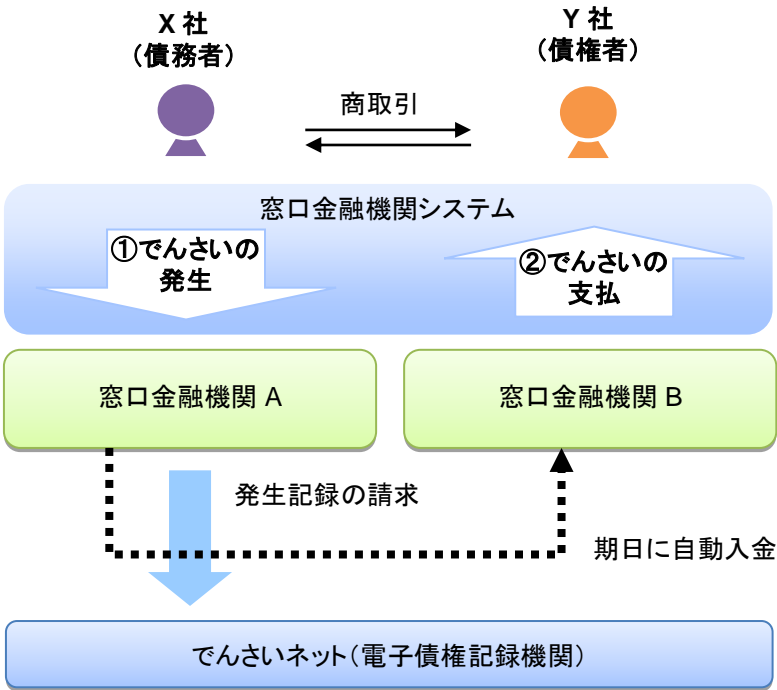 X 社
（債務者）
Y 社
（債権者）
商取引
窓口金融機関システム
①でんさいの
発生
②でんさいの
支払
窓口金融機関 A
窓口金融機関 B
発生記録の請求
期日に自動入金
でんさいネット（電子債権記録機関）